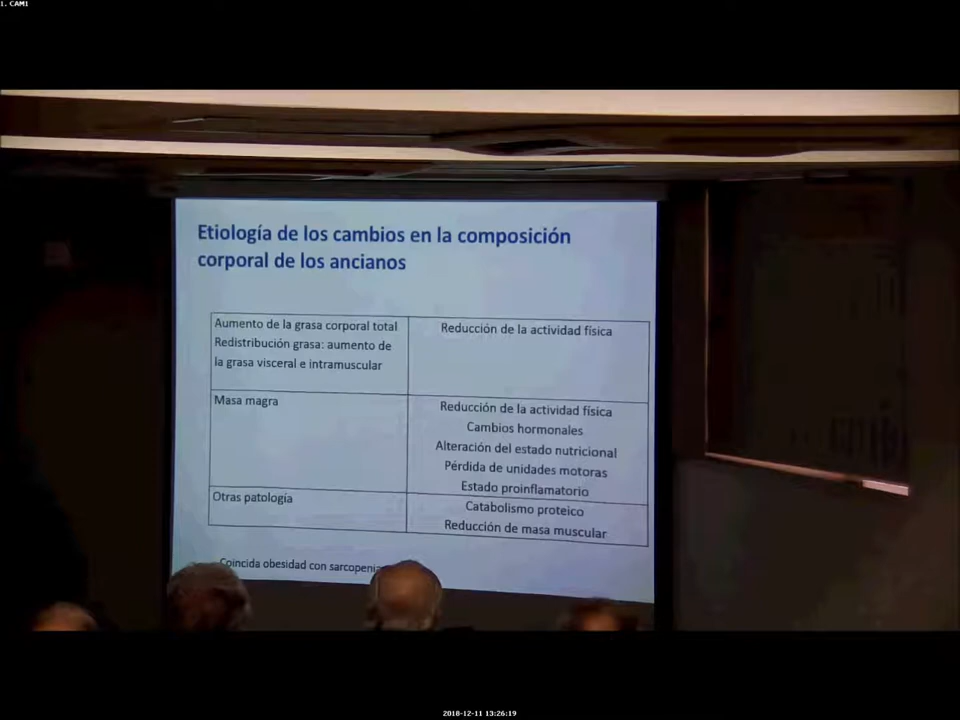 1. CAM1
Etiología de los cambios en la composición
corporal de los ancianos
Aumento de la grasa corporal total
Redistribución grasa: aumento de
la grasa visceral e intramuscular
Reducción de la actividad física
Masa magra
Reducción de la actividad física
Cambios hormonales
Alteración del estado nutricional
Pérdida de unidades motoras
Estado proinflamatorio
Otras patología
Catabolismo proteico
Reducción de masa muscular
Coincida obesidad con sarcopenia
2018-12-11 13:26:19